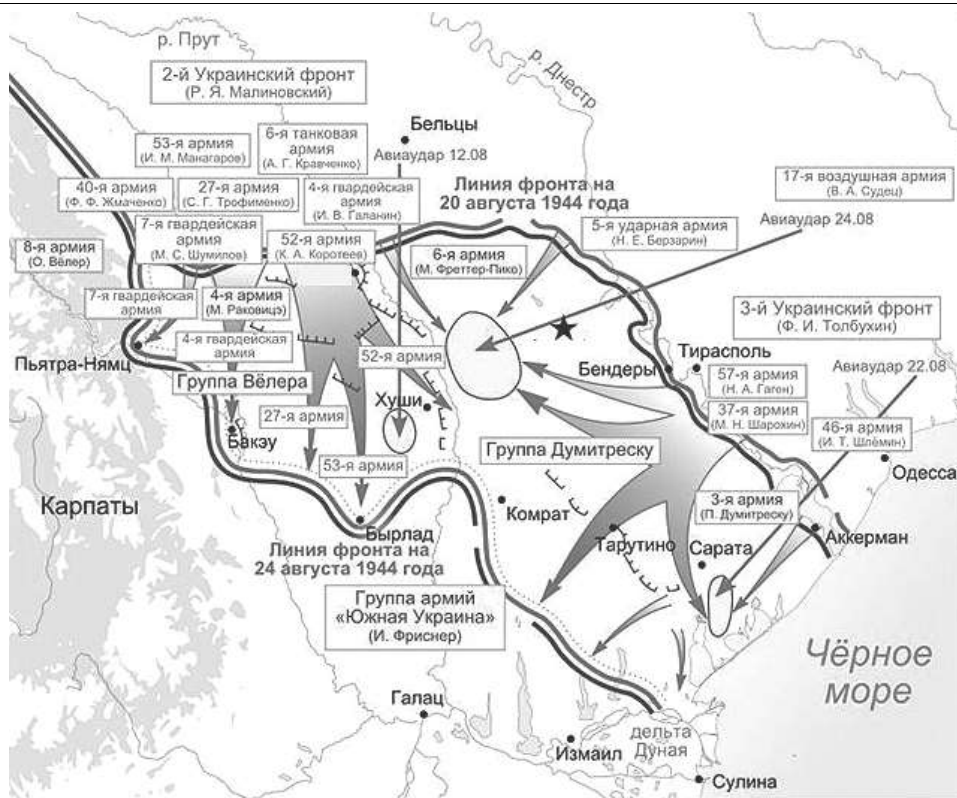 р. Прут
2-й Украинский фронт
(Р. Я. Малиновский)
р. Днестр
53-я армия
(И. М. Манагаров)
6-я танковая
армия
(А. Г. Кравченко)
Бельцы
Авиаудар 12.08
40-я армия
(Ф. Ф. Жмаченко)
27-я армия
(С. Г. Трофименко)
4-я гвардейская
армия
(И. В. Галанин)
Линия фронта на
20 августа 1944 года
17-я воздушная армия
(В. А. Судец)
Авиаудар 24.08
7-я гвардейская
армия
(М. С. Шумилов)
52-я армия
(К. А. Коротеев)
5-я ударная армия
(Н. Е. Берзарин)
8-я армия
(О. Вёлер)
6-я армия
(М. Фреттер-Пико)
7-я гвардейская
армия
4-я армия
(М. Раковицэ)
3-й Украинский фронт
(Ф. И. Толбухин)
4-я гвардейская
армия
Пьятра-Нямц
52-я армия
Тирасполь
Бендеры
57-я армия
(Н. А. Гаген)
Авиаудар 22.08
Группа Вёлера
Хуши
37-я армия
(М. Н. Шарохин)
27-я армия
46-я армия
(И. Т. Шлёмин)
Бакэу
Группа Думитреску
53-я армия
Одесса
Карпаты
Комрат
3-я армия
(П. Думитреску)
Бырлад
Аккерман
Тарутино
Сарата
Линия фронта на
24 августа 1944 года
Группа армий
«Южная Украина»
(И. Фриснер)
Чёрное
море
Галац
дельта
Дуная
Измаил
Сулина